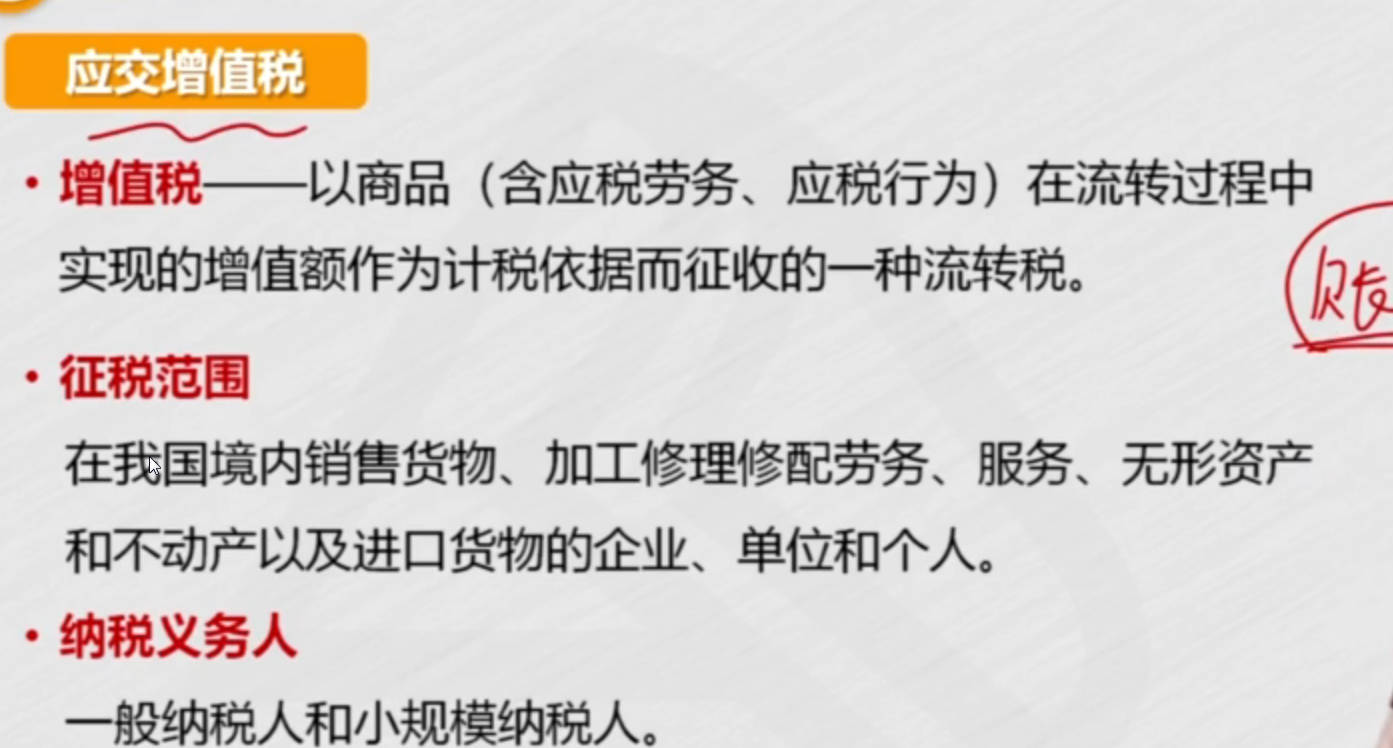 应交增值税
• 增值税——以商品（含应税劳务、应税行为）在流转过程中
实现的增值额作为计税依据而征收的一种流转税。
• 征税范围
在我国境内销售货物、加工修理修配劳务、服务、无形资产
和不动产以及进口货物的企业、单位和个人。
• 纳税义务人
一般纳税人和小规模纳税人。